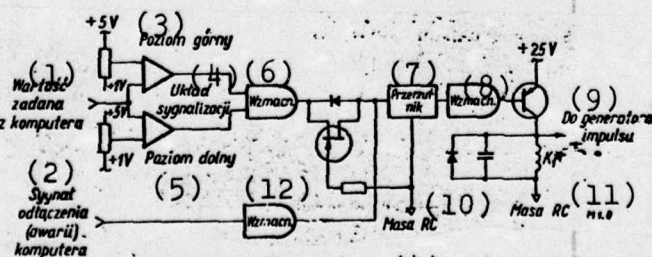 +5V
(3)
Poziom górny
+25V
(1)
+1V
(4)
(6)
(7)
(8)
(9)
Wartość
zadana
z komputera
+5V
Układ
sygnalizacji
Wzmacn.
Przerzut
nik
Wzmacn.
Do generatora
impulsu
+1V
Poziom dolny
(2)
(5)
(12)
(10)
(11)
Sygnał
odłączenia
(awarii)
komputera
Wzmacn.
Masa RC
Masa RC